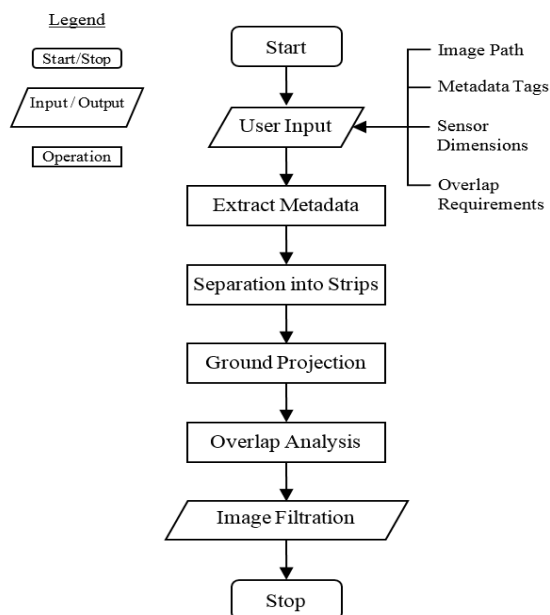 Legend
Start/Stop
Input / Output
Operation
Start
User Input
Image Path
Metadata Tags
Sensor
Dimensions
Overlap
Requirements
Extract Metadata
Separation into Strips
Ground Projection
Overlap Analysis
Image Filtration
Stop